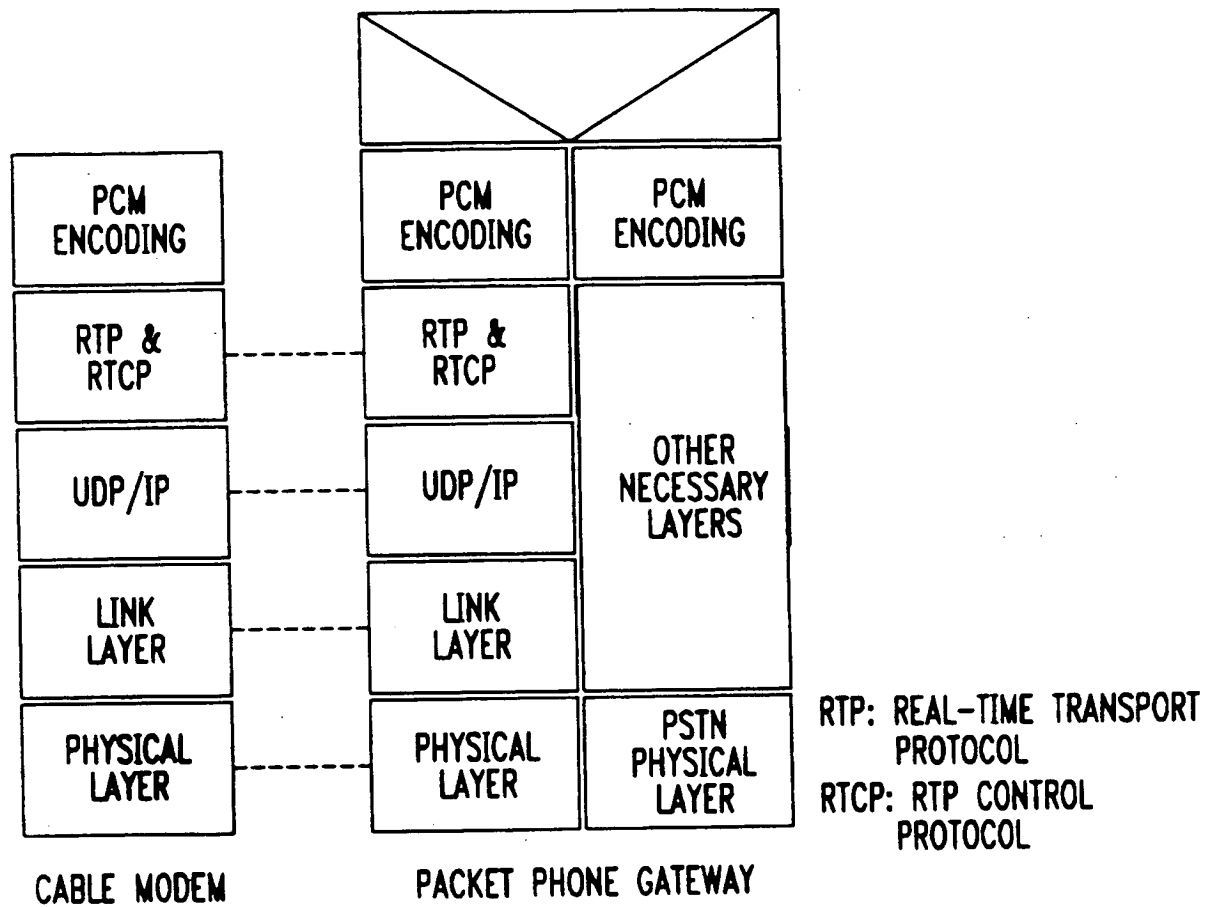 PCM
ENCODING
PCM
ENCODING
PCM
ENCODING
RTP &
RTCP
RTP &
RTCP
OTHER
NECESSARY
LAYERS
UDP/IP
UDP/IP
LINK
LAYER
LINK
LAYER
PHYSICAL
LAYER
PHYSICAL
LAYER
PSTN
PHYSICAL
LAYER
RTP: REAL-TIME TRANSPORT
PROTOCOL
RTCP: RTP CONTROL
PROTOCOL
CABLE MODEM
PACKET PHONE GATEWAY